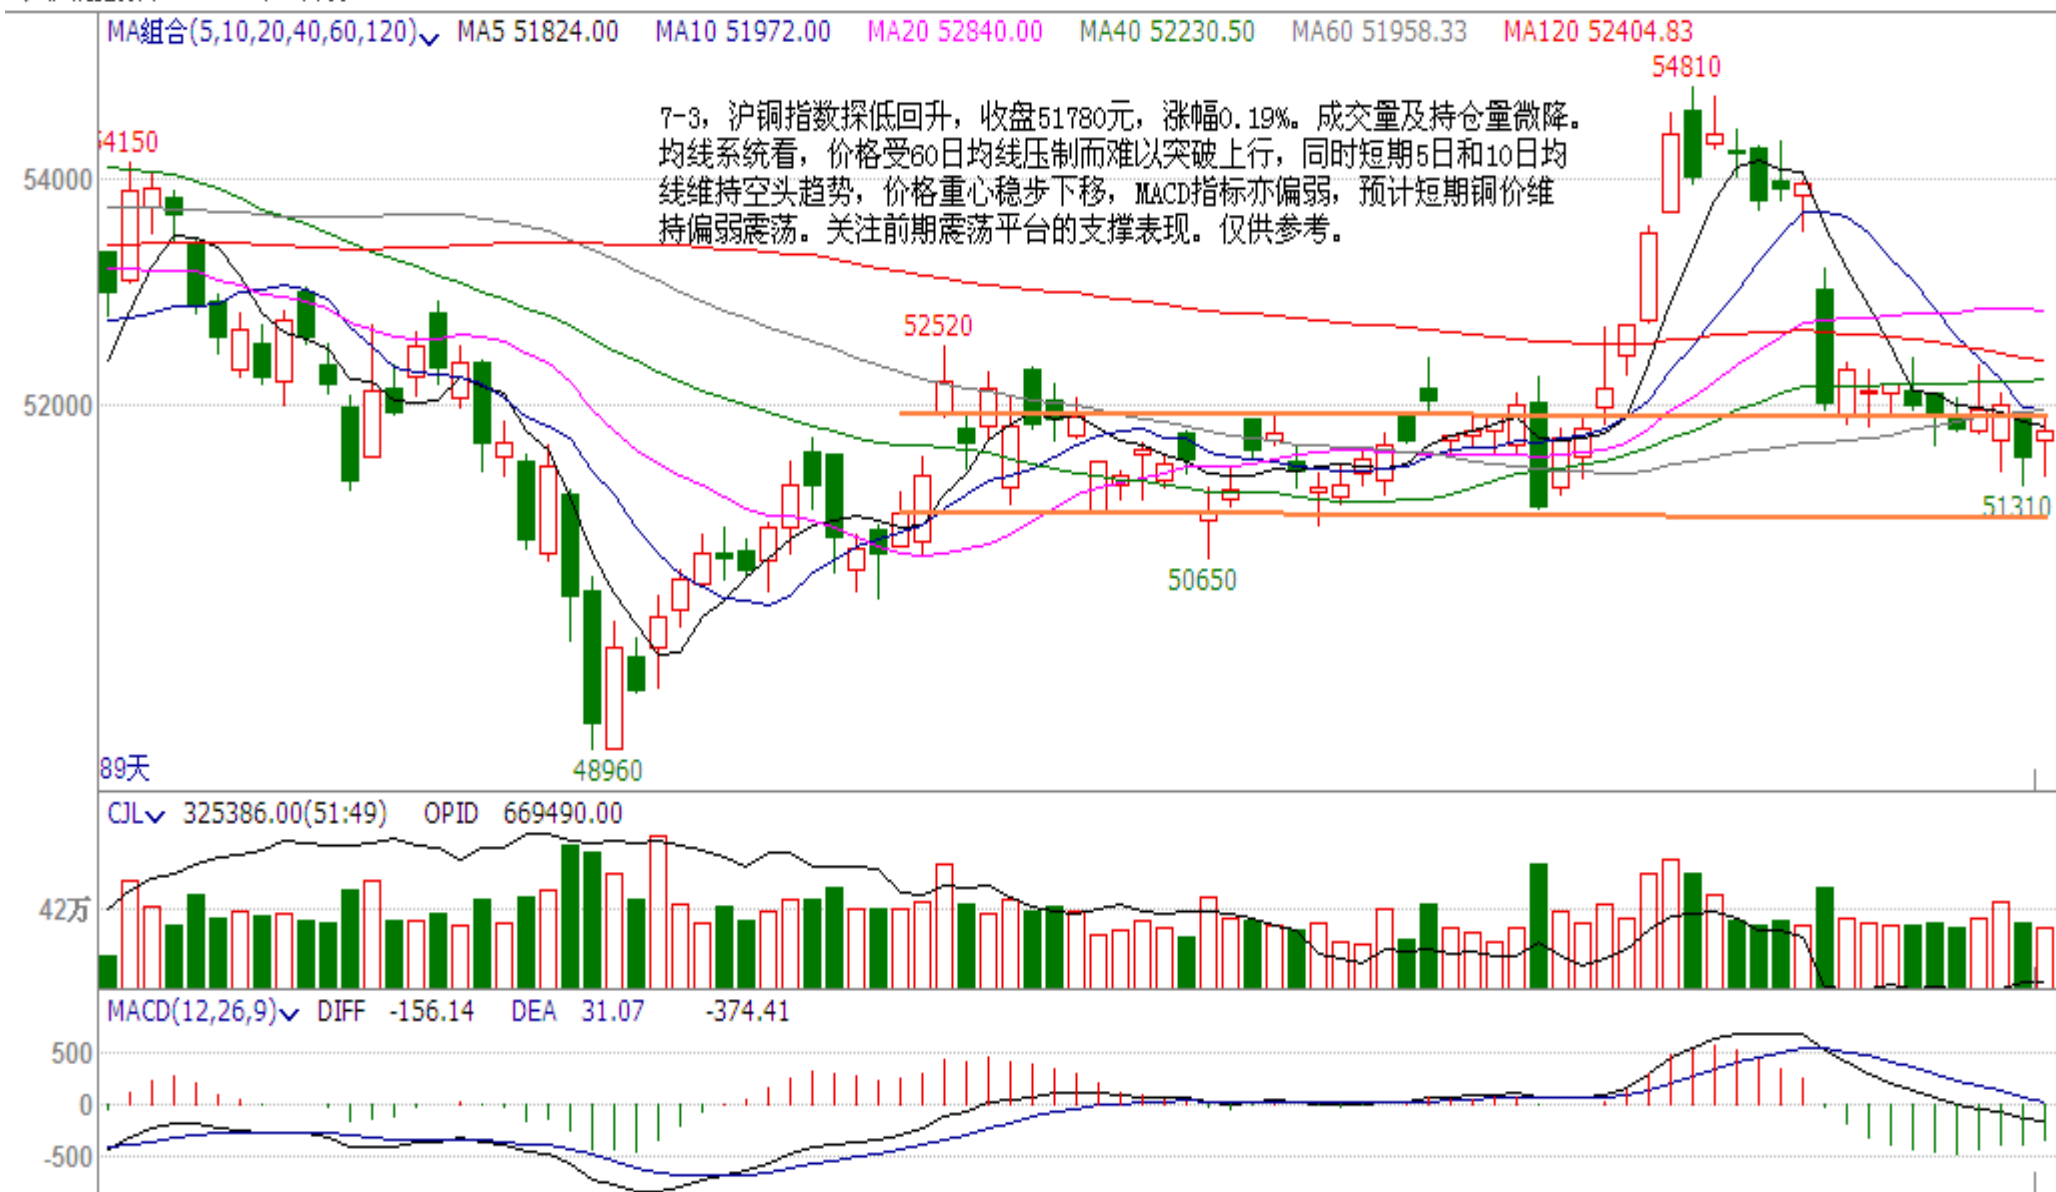 MA组合(5,10,20,40,60,120) MA5 51824.00 MA10 51972.00 MA20 52840.00 MA40 52230.50 MA60 51958.33 MA120 52404.83
54810
7-3，沪铜指数探低回升，收盘51780元，涨幅0.19%。成交量及持仓量微降。
均线系统看，价格受60日均线压制而难以突破上行，同时短期5日和10日均
线维持空头趋势，价格重心稳步下移，MACD指标亦偏弱，预计短期铜价维
持偏弱震荡。关注前期震荡平台的支撑表现。仅供参考。
54150
54000
52520
52000
51310
50650
48960
89天
CJL 325386.00(51:49) OPID 669490.00
42万
MACD(12,26,9) DIFF -156.14 DEA 31.07 -374.41
500
0
-500